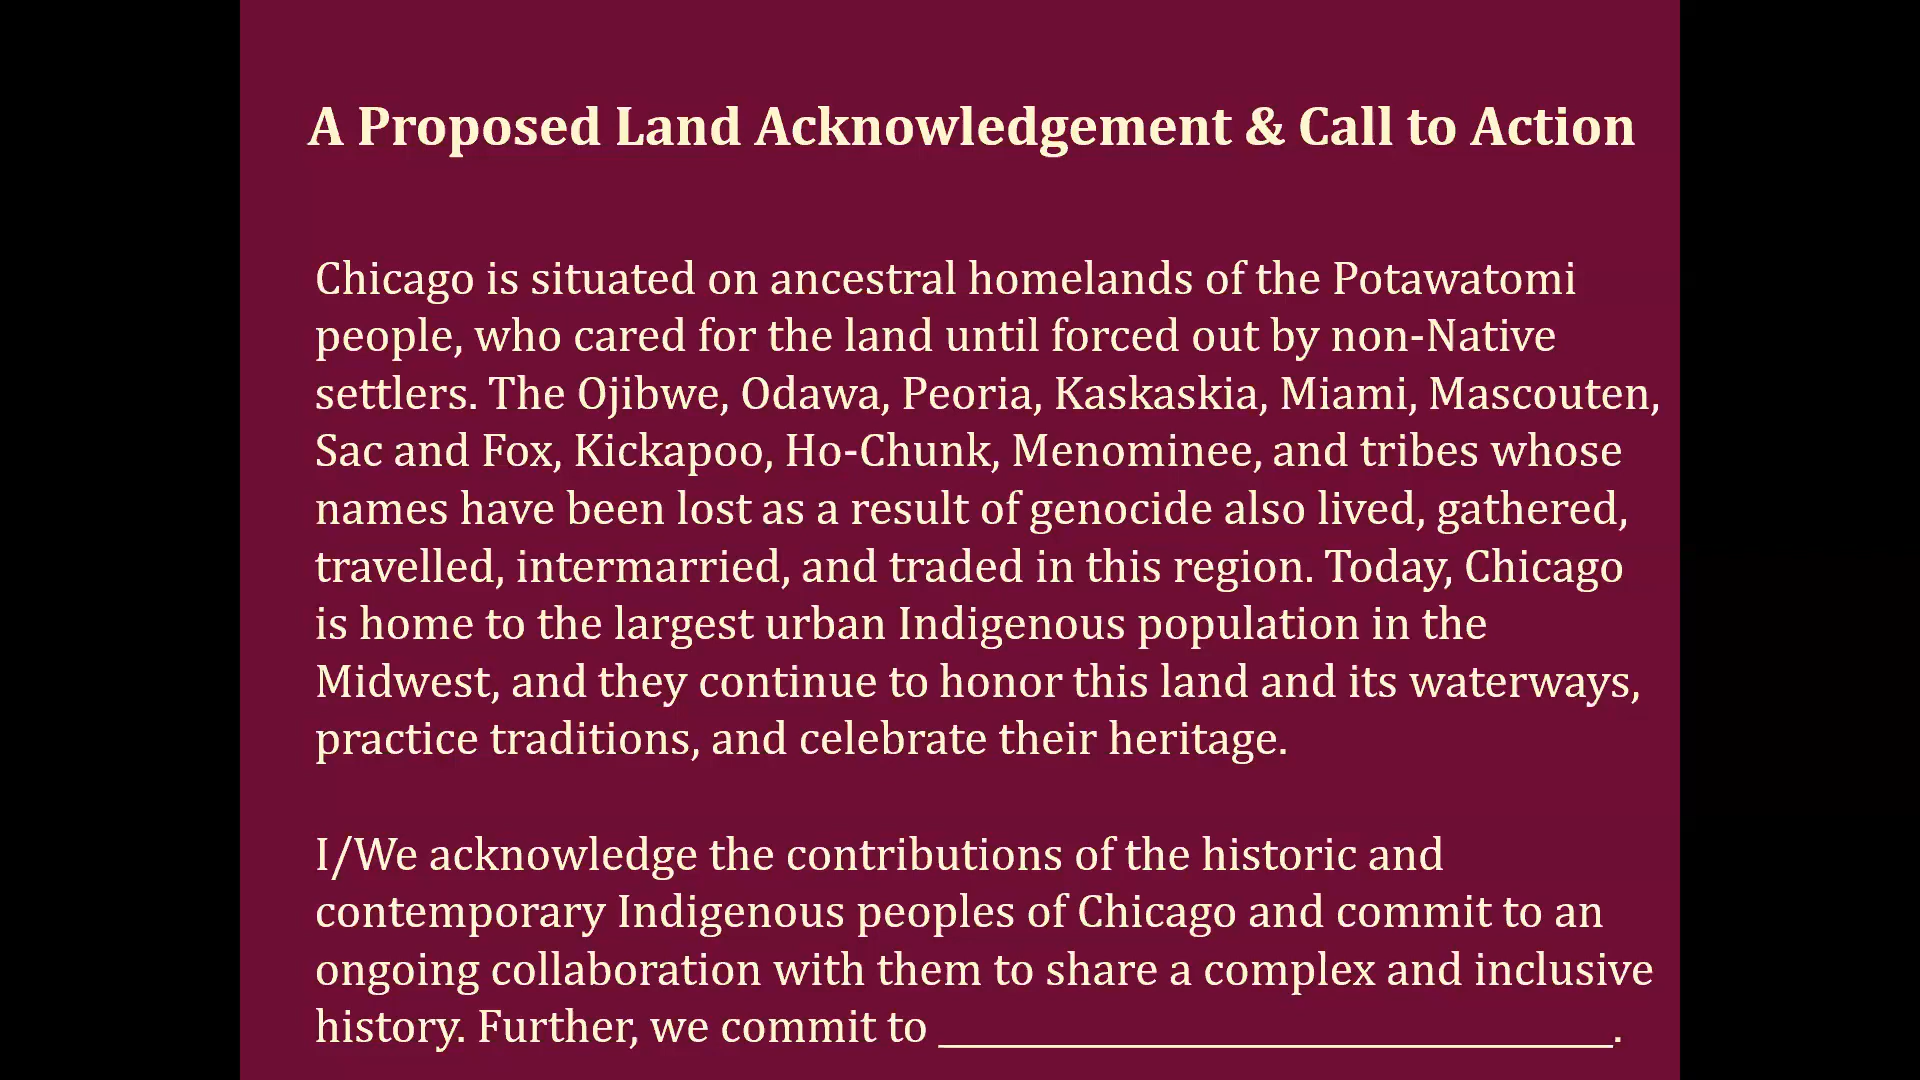 A Proposed Land Acknowledgement & Call to Action
Chicago is situated on ancestral homelands of the Potawatomi
people, who cared for the land until forced out by non-Native
settlers. The Ojibwe, Odawa, Peoria, Kaskaskia, Miami, Mascouten,
Sac and Fox, Kickapoo, Ho-Chunk, Menominee, and tribes whose
names have been lost as a result of genocide also lived, gathered,
travelled, intermarried, and traded in this region. Today, Chicago
is home to the largest urban Indigenous population in the
Midwest, and they continue to honor this land and its waterways,
practice traditions, and celebrate their heritage.
I/We acknowledge the contributions of the historic and
contemporary Indigenous peoples of Chicago and commit to an
ongoing collaboration with them to share a complex and inclusive
history. Further, we commit to ______________________________.